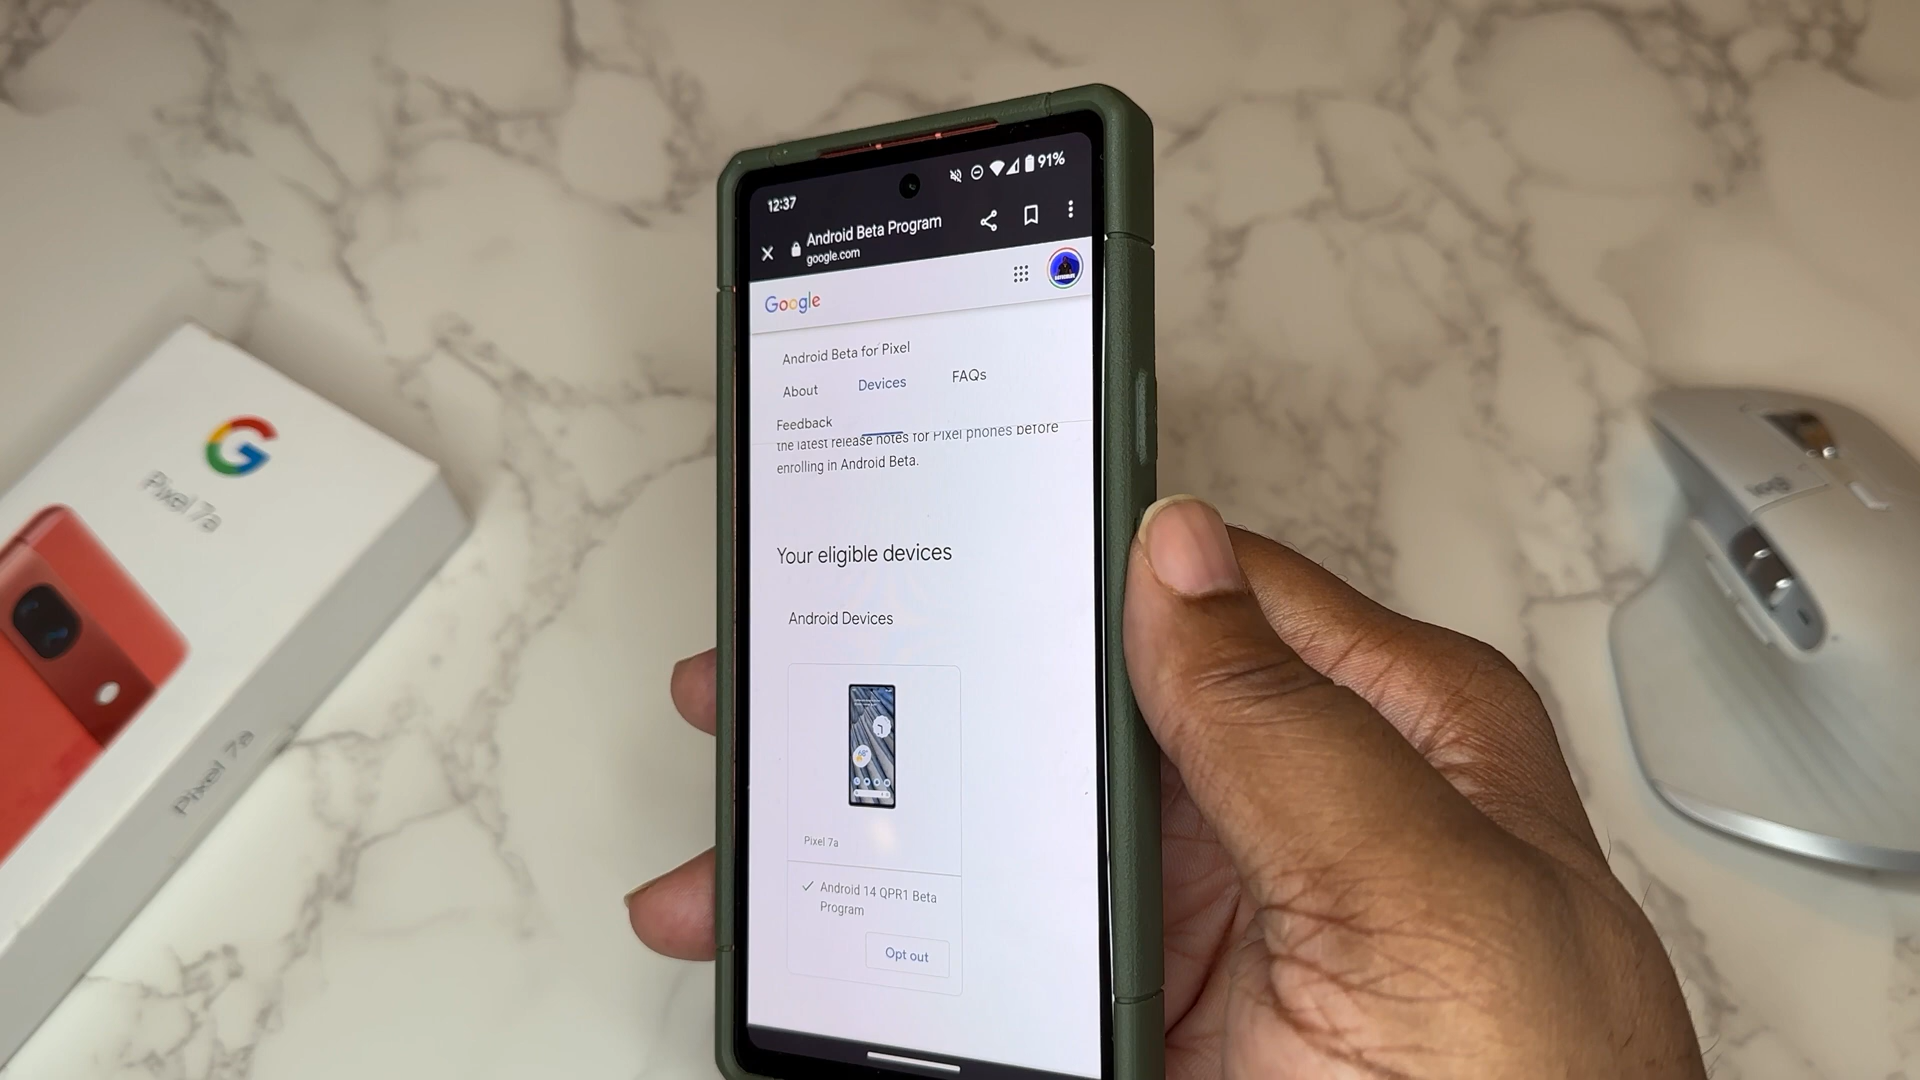 12:37
91%
Android Beta Program
google.com
Google
Android Beta for Pixel
About
Devices
FAQs
Feedback
the latest release notes for Pixel phones before
enrolling in Android Beta.
Your eligible devices
Android Devices
Pixel 7a
Android 14 QPR1 Beta
Program
Opt out
G
Pixel 7a
Pixel 7a